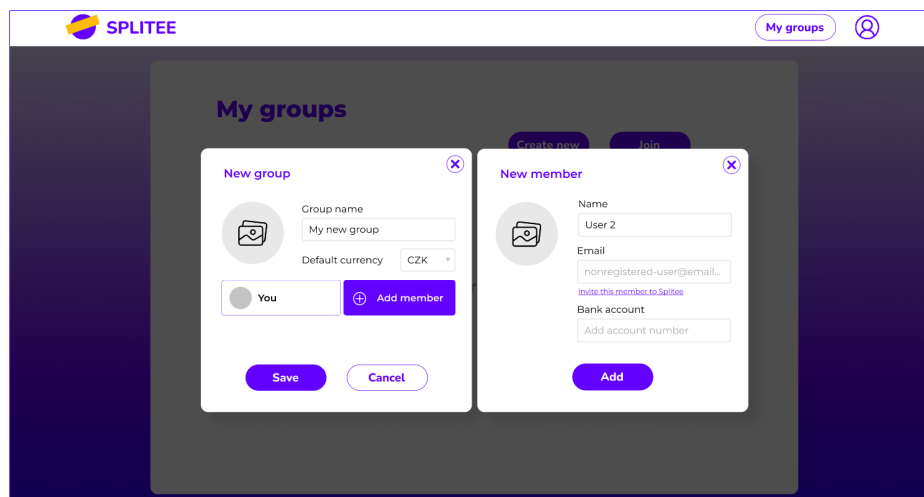 SPLITEE
My groups
My groups
Create new
Join
New group
Group name
My new group
Default currency
CZK
You
Add member
Save
Cancel
New member
Name
User 2
Email
nonregistered-user@email...
Invite this member to Splitee
Bank account
Add account number
Add